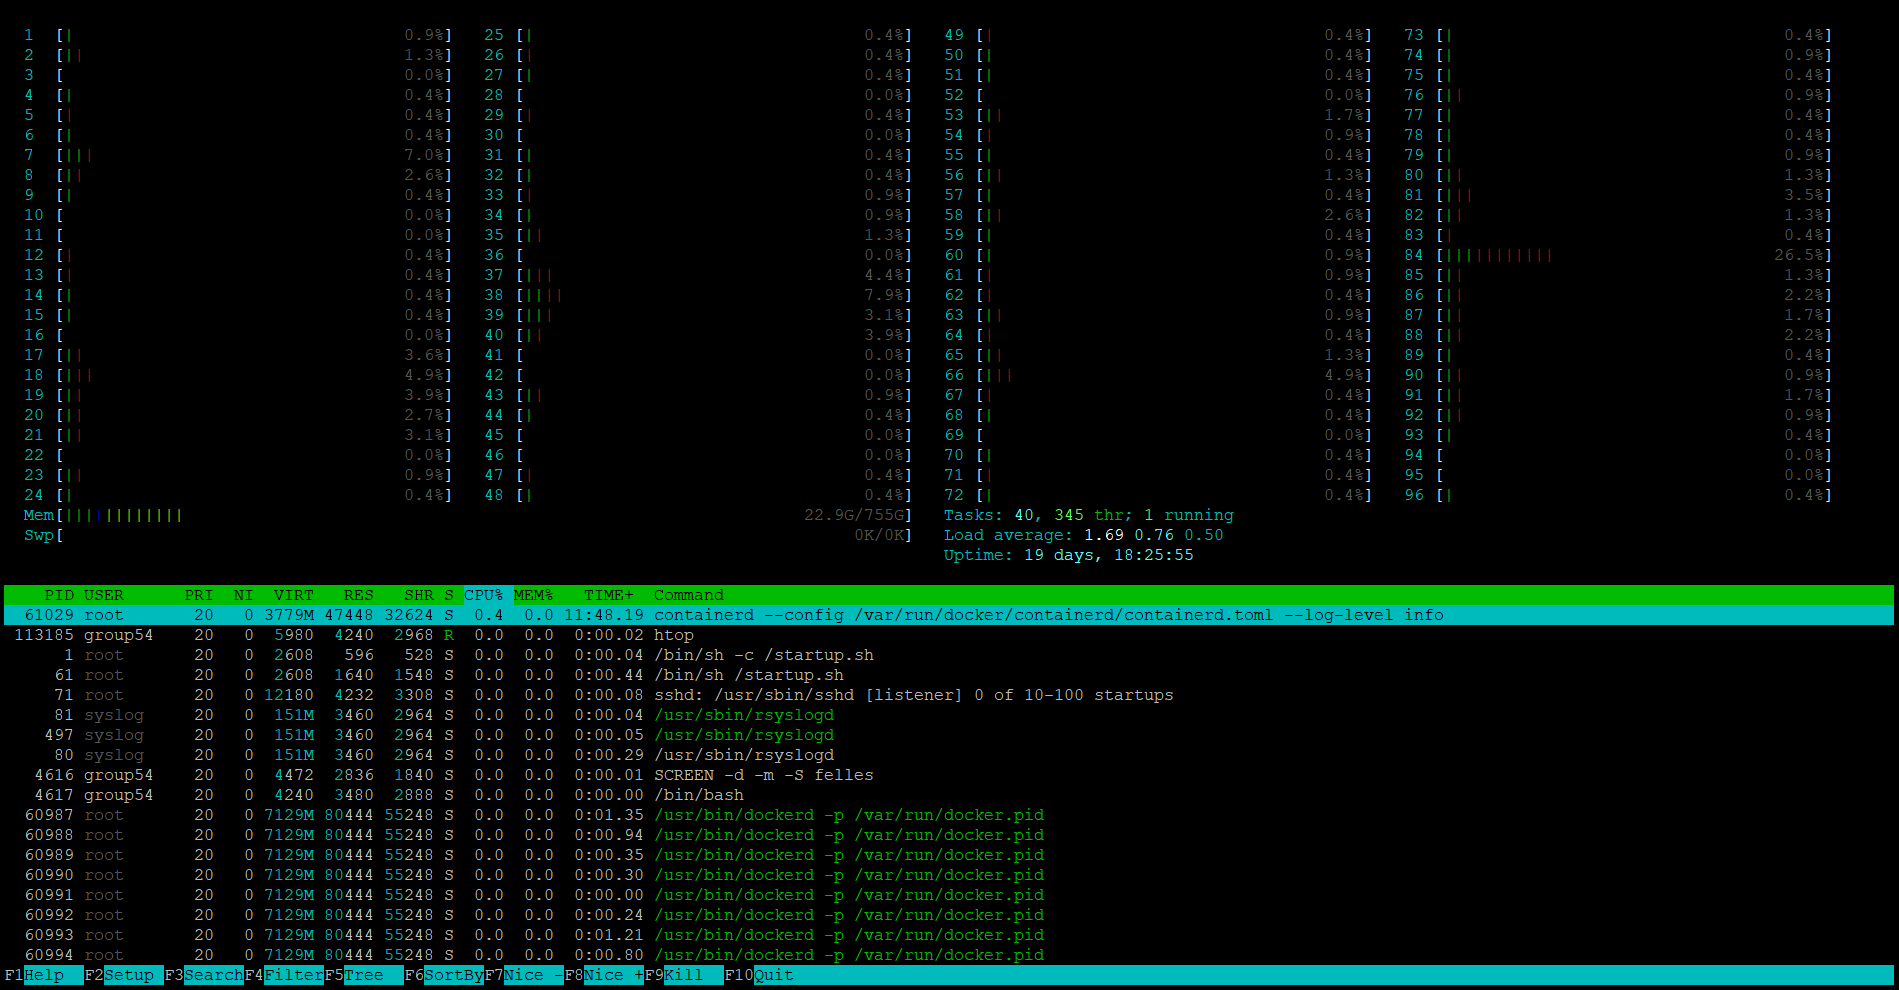 1 [| 0.9%] 25 [| 0.4%] 49 [| 0.4%] 73 [| 0.4%]
2 [|| 1.3%] 26 [| 0.4%] 50 [| 0.4%] 74 [| 0.9%]
3 [ 0.0%] 27 [| 0.4%] 51 [| 0.4%] 75 [| 0.4%]
4 [| 0.4%] 28 [ 0.0%] 52 [ 0.0%] 76 [|| 0.9%]
5 [| 0.4%] 29 [| 0.4%] 53 [|| 1.7%] 77 [| 0.4%]
6 [| 0.4%] 30 [ 0.0%] 54 [| 0.9%] 78 [| 0.4%]
7 [||| 7.0%] 31 [| 0.4%] 55 [| 0.4%] 79 [| 0.9%]
8 [|| 2.6%] 32 [| 0.4%] 56 [|| 1.3%] 80 [|| 1.3%]
9 [| 0.4%] 33 [| 0.9%] 57 [| 0.4%] 81 [||| 3.5%]
10 [ 0.0%] 34 [| 0.9%] 58 [|| 2.6%] 82 [|| 1.3%]
11 [ 0.0%] 35 [|| 1.3%] 59 [| 0.4%] 83 [| 0.4%]
12 [| 0.4%] 36 [ 0.0%] 60 [| 0.9%] 84 [||||||||||| 26.5%]
13 [| 0.4%] 37 [||| 4.4%] 61 [| 0.9%] 85 [|| 1.3%]
14 [| 0.4%] 38 [|||| 7.9%] 62 [| 0.4%] 86 [|| 2.2%]
15 [| 0.4%] 39 [||| 3.1%] 63 [|| 0.9%] 87 [|| 1.7%]
16 [ 0.0%] 40 [|| 3.9%] 64 [| 0.4%] 88 [|| 2.2%]
17 [|| 3.6%] 41 [ 0.0%] 65 [|| 1.3%] 89 [| 0.4%]
18 [||| 4.9%] 42 [ 0.0%] 66 [||| 4.9%] 90 [|| 0.9%]
19 [|| 3.9%] 43 [|| 0.9%] 67 [| 0.4%] 91 [|| 1.7%]
20 [|| 2.7%] 44 [| 0.4%] 68 [| 0.4%] 92 [|| 0.9%]
21 [|| 3.1%] 45 [ 0.0%] 69 [ 0.0%] 93 [| 0.4%]
22 [ 0.0%] 46 [ 0.0%] 70 [| 0.4%] 94 [ 0.0%]
23 [|| 0.9%] 47 [| 0.4%] 71 [| 0.4%] 95 [ 0.0%]
24 [| 0.4%] 48 [| 0.4%] 72 [| 0.4%] 96 [| 0.4%]
Mem[|||||||||||| 22.9G/755G] Tasks: 40, 345 thr; 1 running
Swp[ 0K/0K] Load average: 1.69 0.76 0.50
Uptime: 19 days, 18:25:55
PID USER PRI NI VIRT RES SHR S CPU% MEM% TIME+ Command
61029 root 20 0 3779M 47448 32624 S 0.4 0.0 11:48.19 containerd --config /var/run/docker/containerd/containerd.toml --log-level info
113185 group54 20 0 5980 4240 2968 R 0.0 0.0 0:00.02 htop
1 root 20 0 2608 596 528 S 0.0 0.0 0:00.04 /bin/sh -c /startup.sh
61 root 20 0 2608 1640 1548 S 0.0 0.0 0:00.44 /bin/sh /startup.sh
71 root 20 0 12180 4232 3308 S 0.0 0.0 0:00.08 sshd: /usr/sbin/sshd [listener] 0 of 10-100 startups
81 syslog 20 0 151M 3460 2964 S 0.0 0.0 0:00.04 /usr/sbin/rsyslogd
497 syslog 20 0 151M 3460 2964 S 0.0 0.0 0:00.05 /usr/sbin/rsyslogd
80 syslog 20 0 151M 3460 2964 S 0.0 0.0 0:00.29 /usr/sbin/rsyslogd
4616 group54 20 0 4472 2836 1840 S 0.0 0.0 0:00.01 SCREEN -d -m -S felles
4617 group54 20 0 4240 3480 2888 S 0.0 0.0 0:00.00 /bin/bash
60987 root 20 0 7129M 80444 55248 S 0.0 0.0 0:01.35 /usr/bin/dockerd -p /var/run/docker.pid
60988 root 20 0 7129M 80444 55248 S 0.0 0.0 0:00.94 /usr/bin/dockerd -p /var/run/docker.pid
60989 root 20 0 7129M 80444 55248 S 0.0 0.0 0:00.35 /usr/bin/dockerd -p /var/run/docker.pid
60990 root 20 0 7129M 80444 55248 S 0.0 0.0 0:00.30 /usr/bin/dockerd -p /var/run/docker.pid
60991 root 20 0 7129M 80444 55248 S 0.0 0.0 0:00.00 /usr/bin/dockerd -p /var/run/docker.pid
60992 root 20 0 7129M 80444 55248 S 0.0 0.0 0:00.24 /usr/bin/dockerd -p /var/run/docker.pid
60993 root 20 0 7129M 80444 55248 S 0.0 0.0 0:01.21 /usr/bin/dockerd -p /var/run/docker.pid
60994 root 20 0 7129M 80444 55248 S 0.0 0.0 0:00.80 /usr/bin/dockerd -p /var/run/docker.pid
F1Help F2Setup F3SearchF4FilterF5Tree F6SortByF7Nice -F8Nice +F9Kill F10Quit